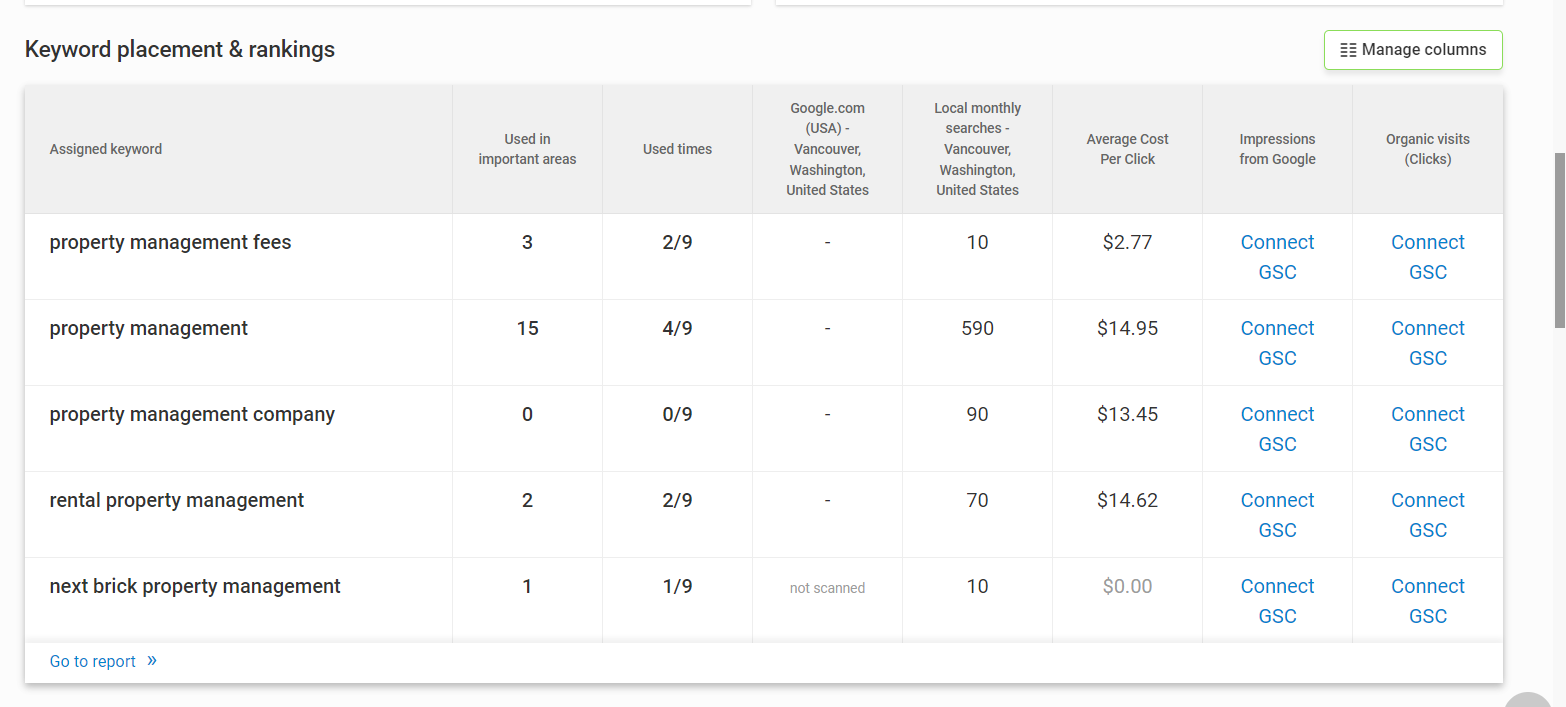 Keyword placement & rankings
Manage columns
Assigned keyword
Used in
important areas
Used times
Google.com
(USA) -
Vancouver,
Washington,
United States
Local monthly
searches -
Vancouver,
Washington,
United States
Average Cost
Per Click
Impressions
from Google
Organic visits
(Clicks)
property management fees 3 2/9 - 10 $2.77 Connect Connect
GSC GSC
property management 15 4/9 - 590 $14.95 Connect Connect
GSC GSC
property management company 0 0/9 - 90 $13.45 Connect Connect
GSC GSC
rental property management 2 2/9 - 70 $14.62 Connect Connect
GSC GSC
next brick property management 1 1/9 not scanned 10 $0.00 Connect Connect
GSC GSC
Go to report »